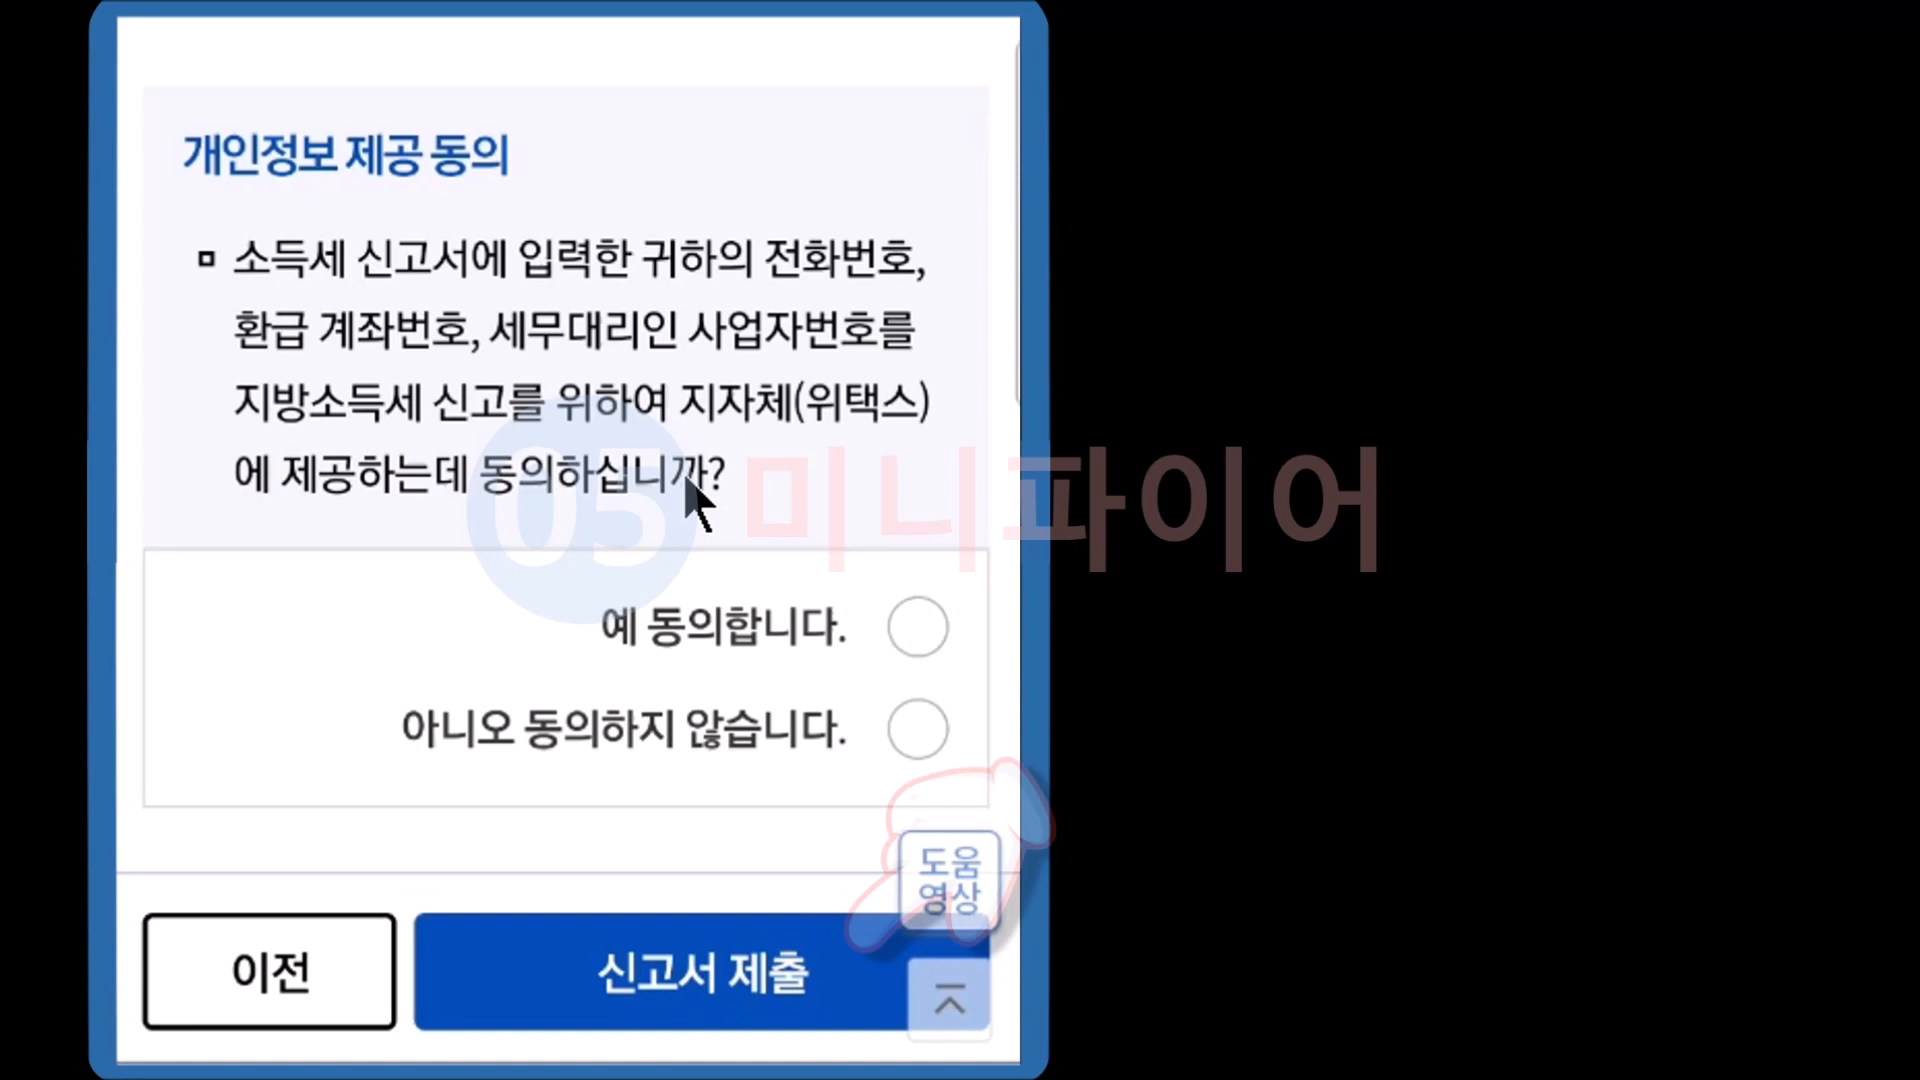 개인정보 제공 동의
▫ 소득세 신고서에 입력한 귀하의 전화번호,
환급 계좌번호, 세무대리인 사업자번호를
지방소득세 신고를 위하여 지자체(위택스)
에 제공하는데 동의하십니까?
05 미니파이어
예 동의합니다.
아니오 동의하지 않습니다.
도움
영상
이전
신고서 제출